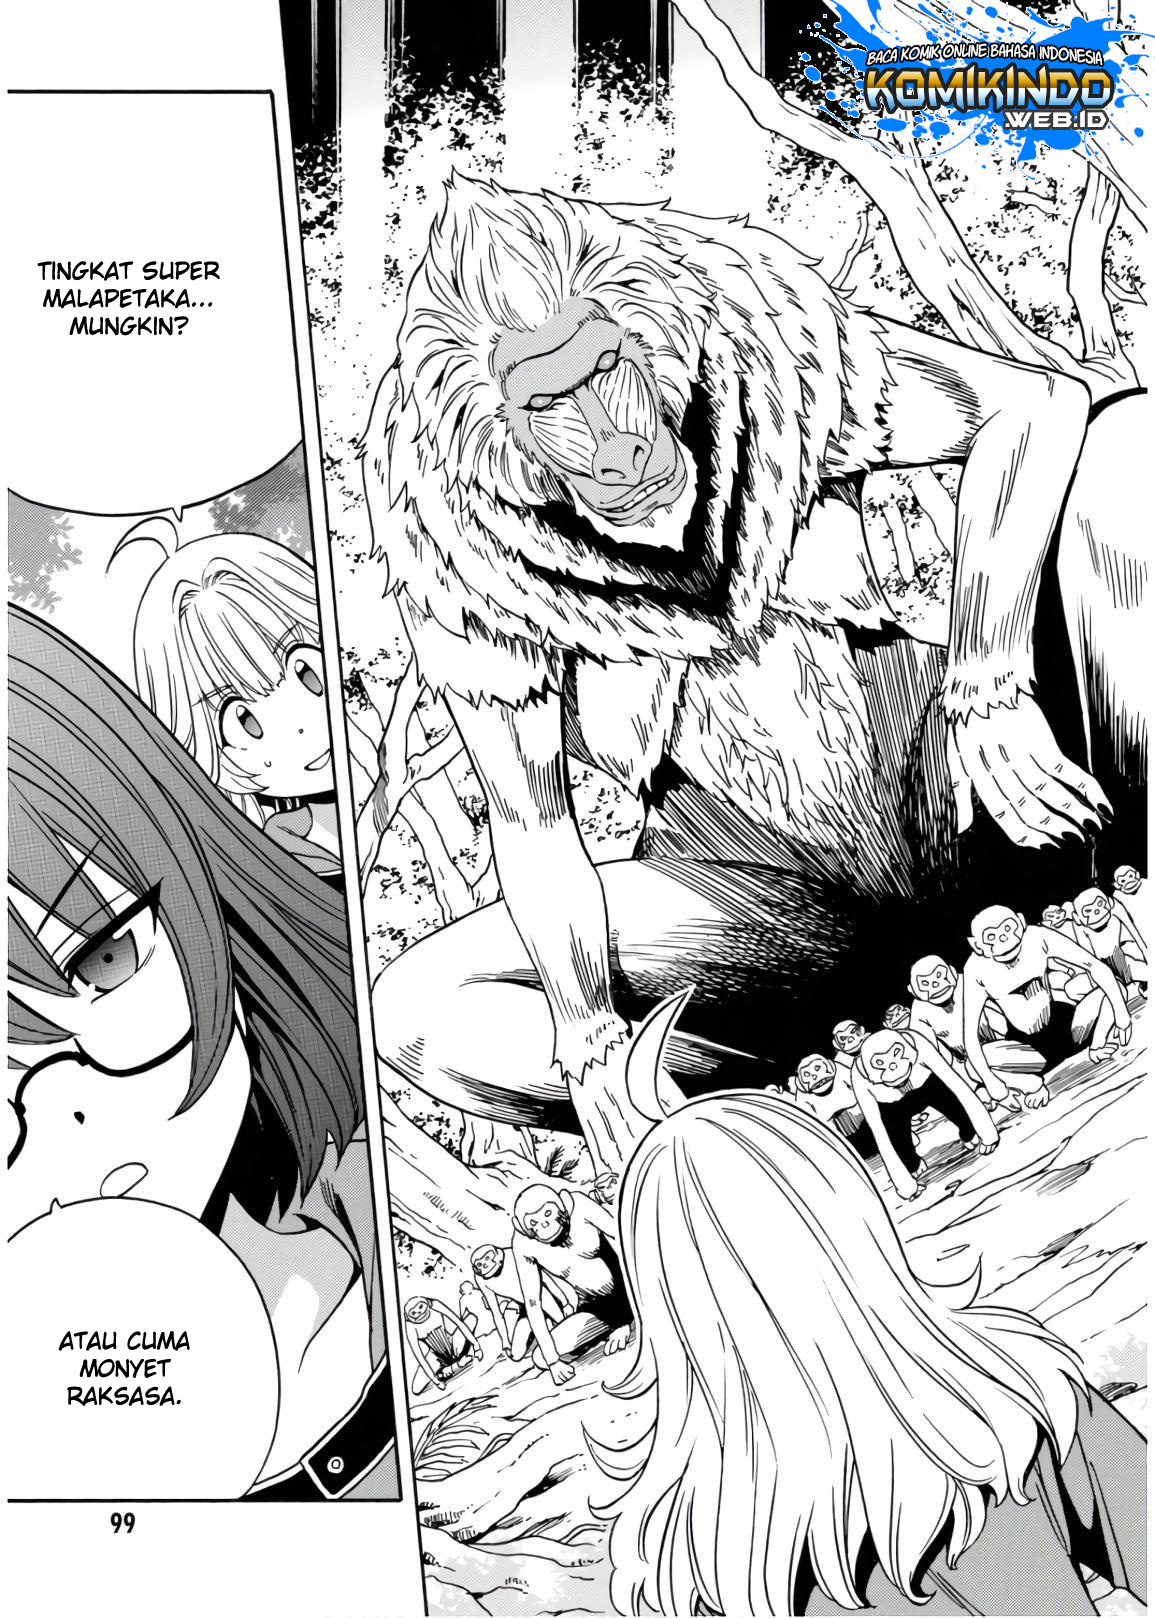 BACA KOMIK ONLINE BAHASA INDONESIA
KOMIKINDO
.WEB.ID
TINGKAT SUPER
MALAPETAKA...
MUNGKIN?
ATAU CUMA
MONYET
RAKSASA.
99